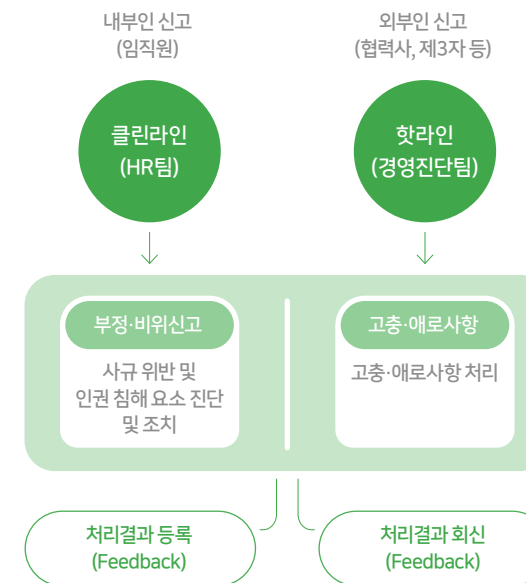 내부인 신고
(임직원)
외부인 신고
(협력사, 제3자 등)
클린라인
(HR팀)
핫라인
(경영진단팀)
부정·비위신고
사규 위반 및
인권 침해 요소 진단
및 조치
고충·애로사항
고충·애로사항 처리
처리결과 등록
(Feedback)
처리결과 회신
(Feedback)